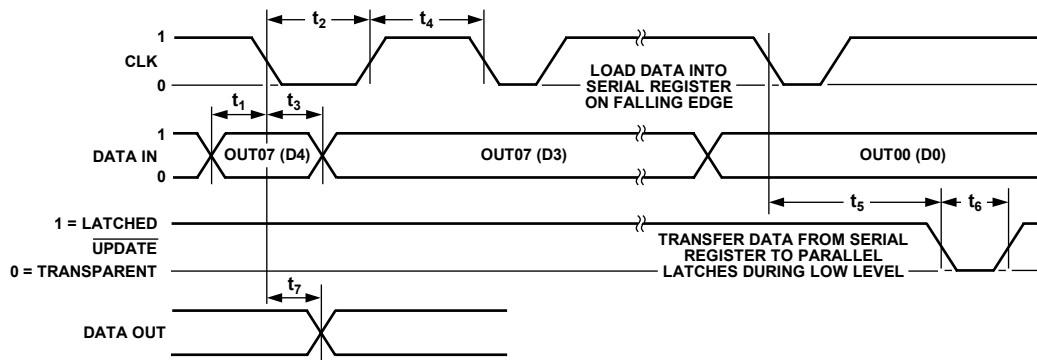 t2
t4
1
CLK
0
LOAD DATA INTO
SERIAL REGISTER
ON FALLING EDGE
t1
t3
1
DATA IN
0
OUT07 (D4)
OUT07 (D3)
OUT00 (D0)
t5
t6
1 = LATCHED
UPDATE
0 = TRANSPARENT
TRANSFER DATA FROM SERIAL
REGISTER TO PARALLEL
LATCHES DURING LOW LEVEL
t7
DATA OUT